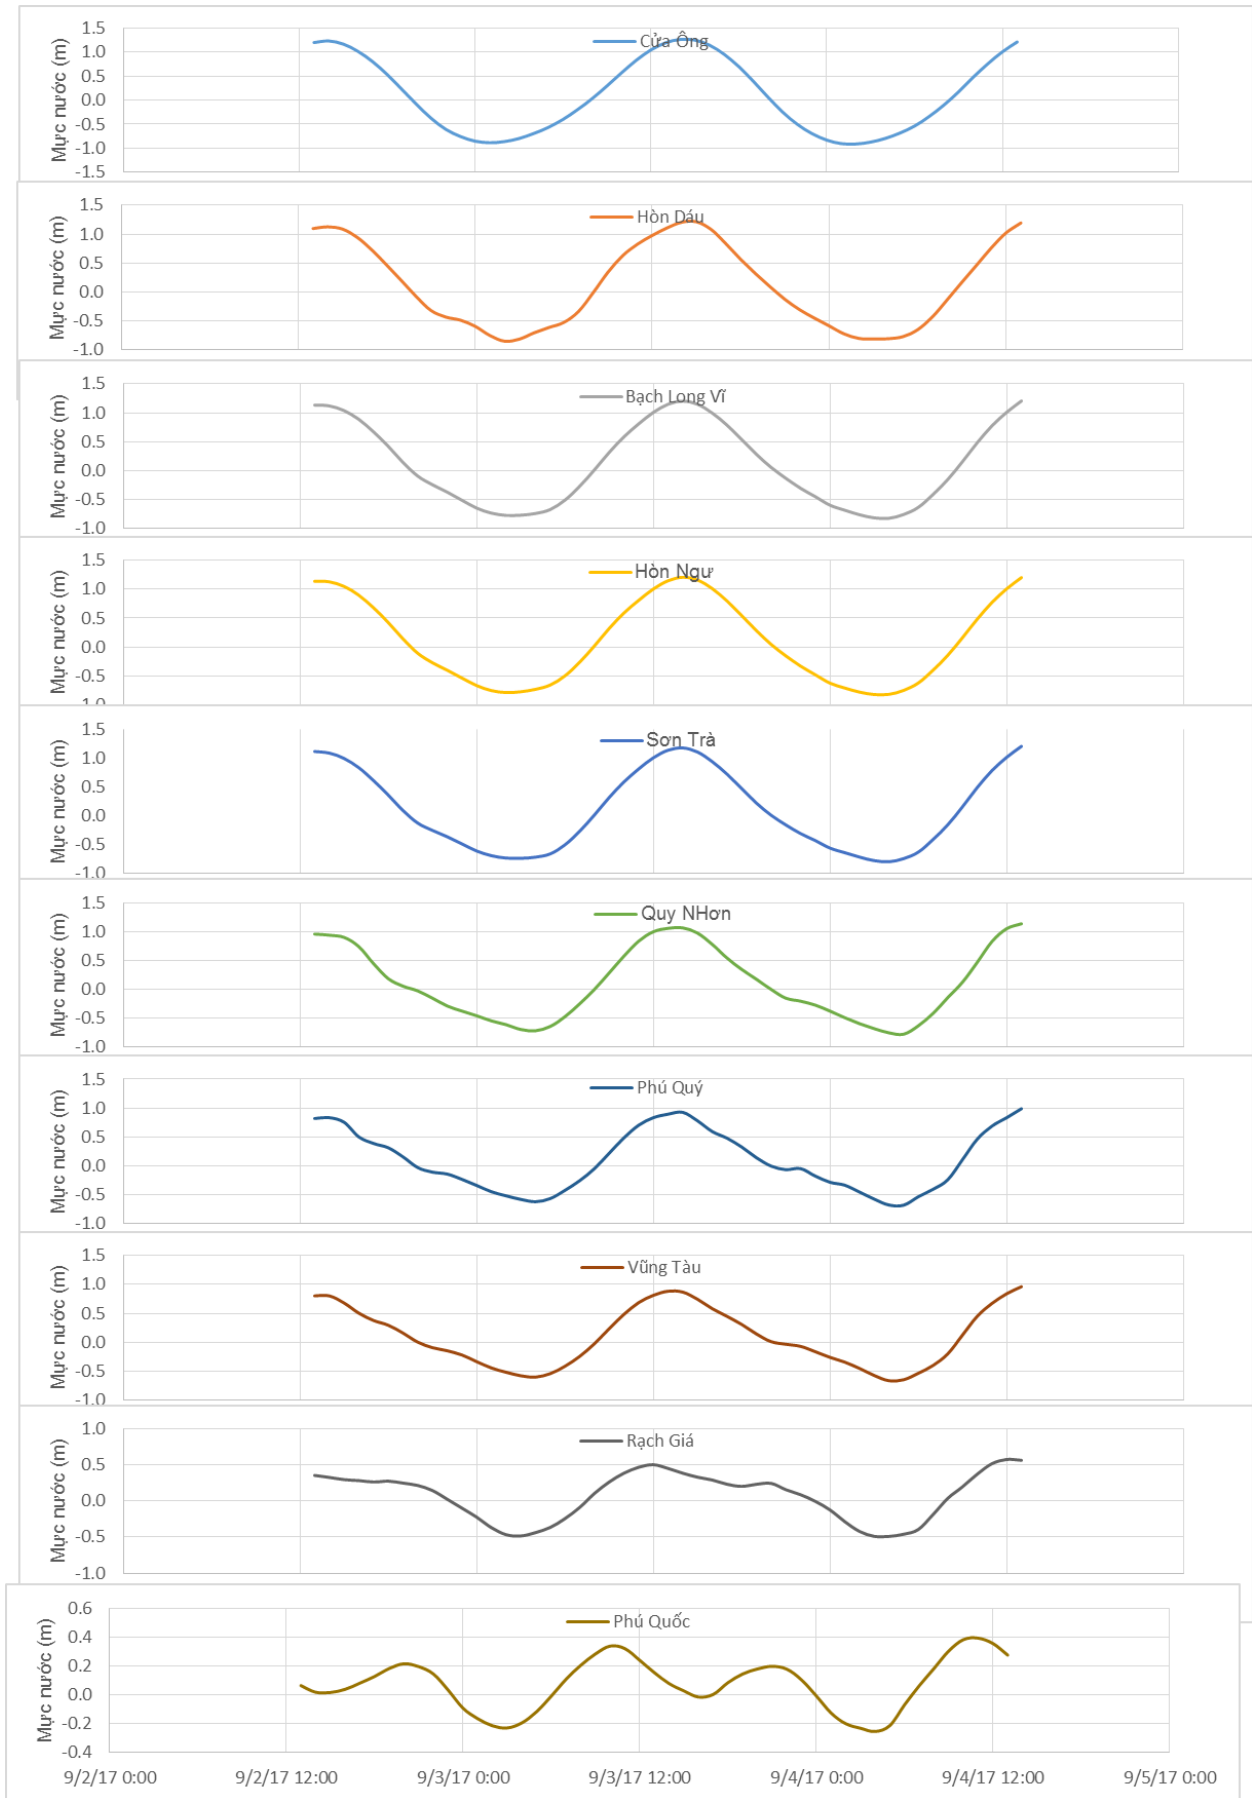 Mực nước (m)
1.5
1.0
0.5
0.0
-0.5
-1.0
-1.5
Cửa Ông
Mực nước (m)
1.5
1.0
0.5
0.0
-0.5
-1.0
Hòn Dáu
Mực nước (m)
1.5
1.0
0.5
0.0
-0.5
-1.0
Bạch Long Vĩ
Mực nước (m)
1.5
1.0
0.5
0.0
-0.5
-1.0
Hòn Ngư
Mực nước (m)
1.5
1.0
0.5
0.0
-0.5
-1.0
Sơn Trà
Mực nước (m)
1.5
1.0
0.5
0.0
-0.5
-1.0
Quy NHơn
Mực nước (m)
1.5
1.0
0.5
0.0
-0.5
-1.0
Phú Quý
Mực nước (m)
1.5
1.0
0.5
0.0
-0.5
-1.0
Vũng Tàu
Mực nước (m)
1.0
0.5
0.0
-0.5
-1.0
Rạch Giá
Mực nước (m)
0.6
0.4
0.2
0.0
-0.2
-0.4
Phú Quốc
9/2/17 0:00 9/2/17 12:00 9/3/17 0:00 9/3/17 12:00 9/4/17 0:00 9/4/17 12:00 9/5/17 0:00